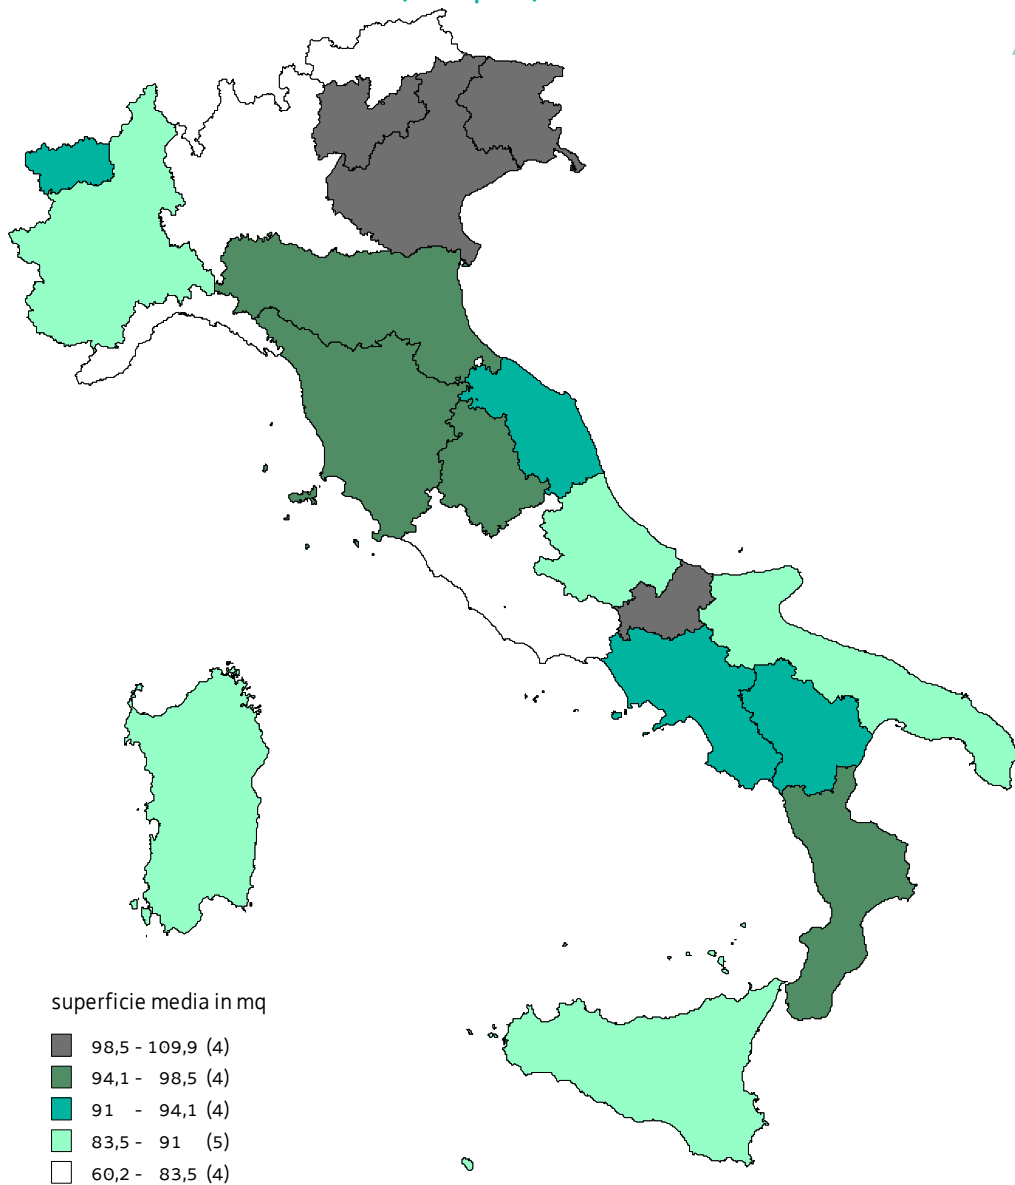 superficie media in mq
98,5 - 109,9 (4)
94,1 - 98,5 (4)
91 - 94,1 (4)
83,5 - 91 (5)
60,2 - 83,5 (4)